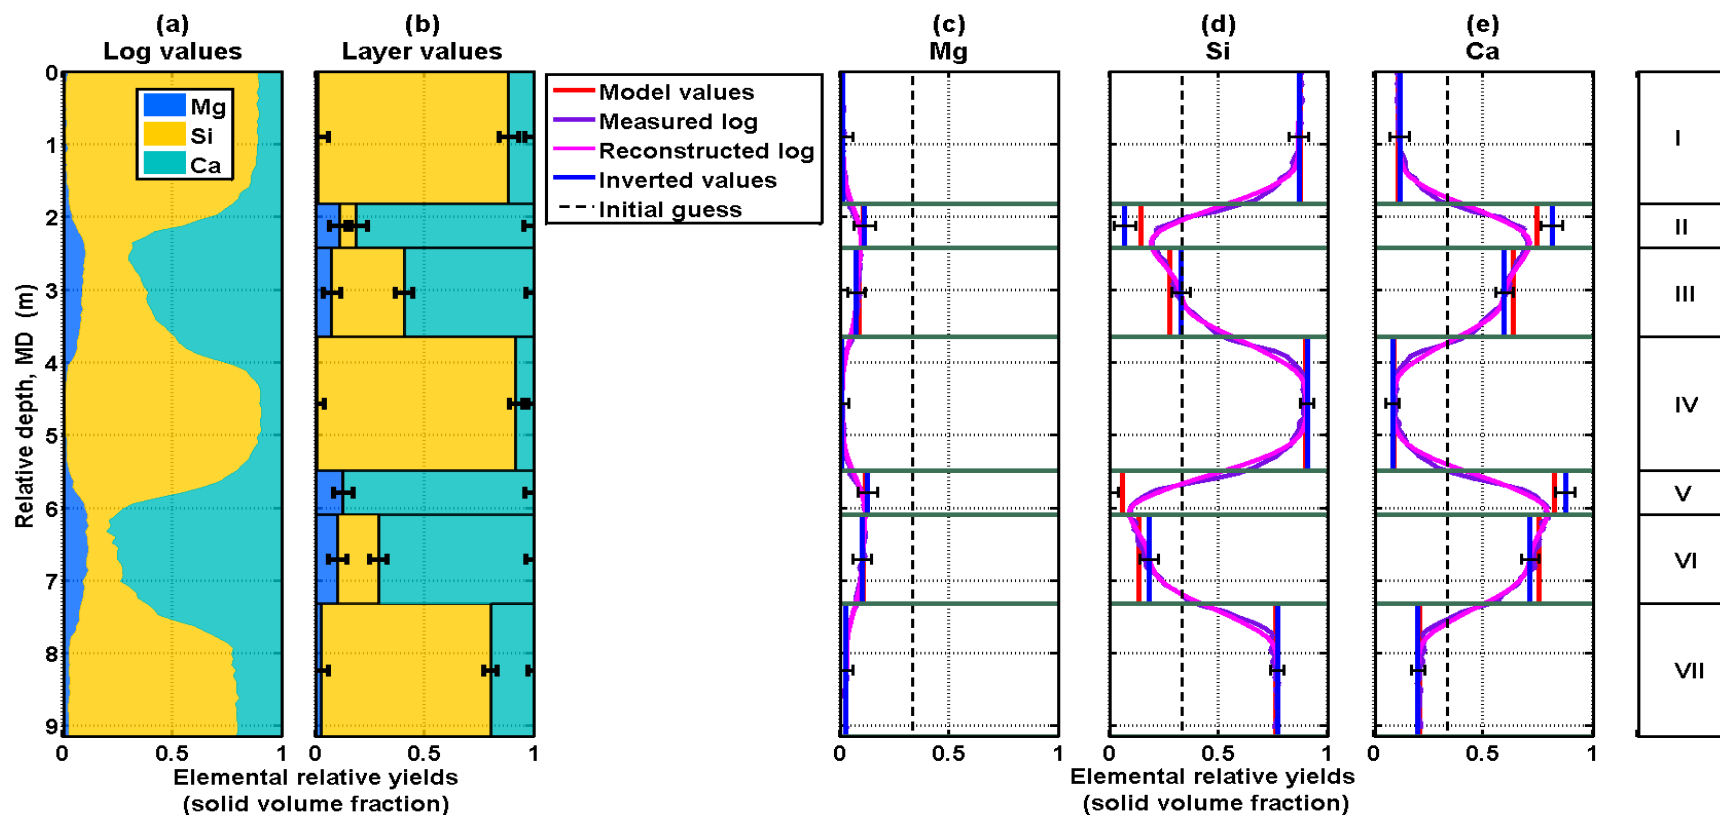 (a)
Log values
(b)
Layer values
(c)
Mg
(d)
Si
(e)
Ca
Relative depth, MD (m)
0
1
2
3
4
5
6
7
8
9
Mg
Si
Ca
Model values
Measured log
Reconstructed log
Inverted values
Initial guess
I
II
III
IV
V
VI
VII
0 0.5 1
0 0.5 1
0 0.5 1
0 0.5 1
0 0.5 1
Elemental relative yields
(solid volume fraction)
Elemental relative yields
(solid volume fraction)